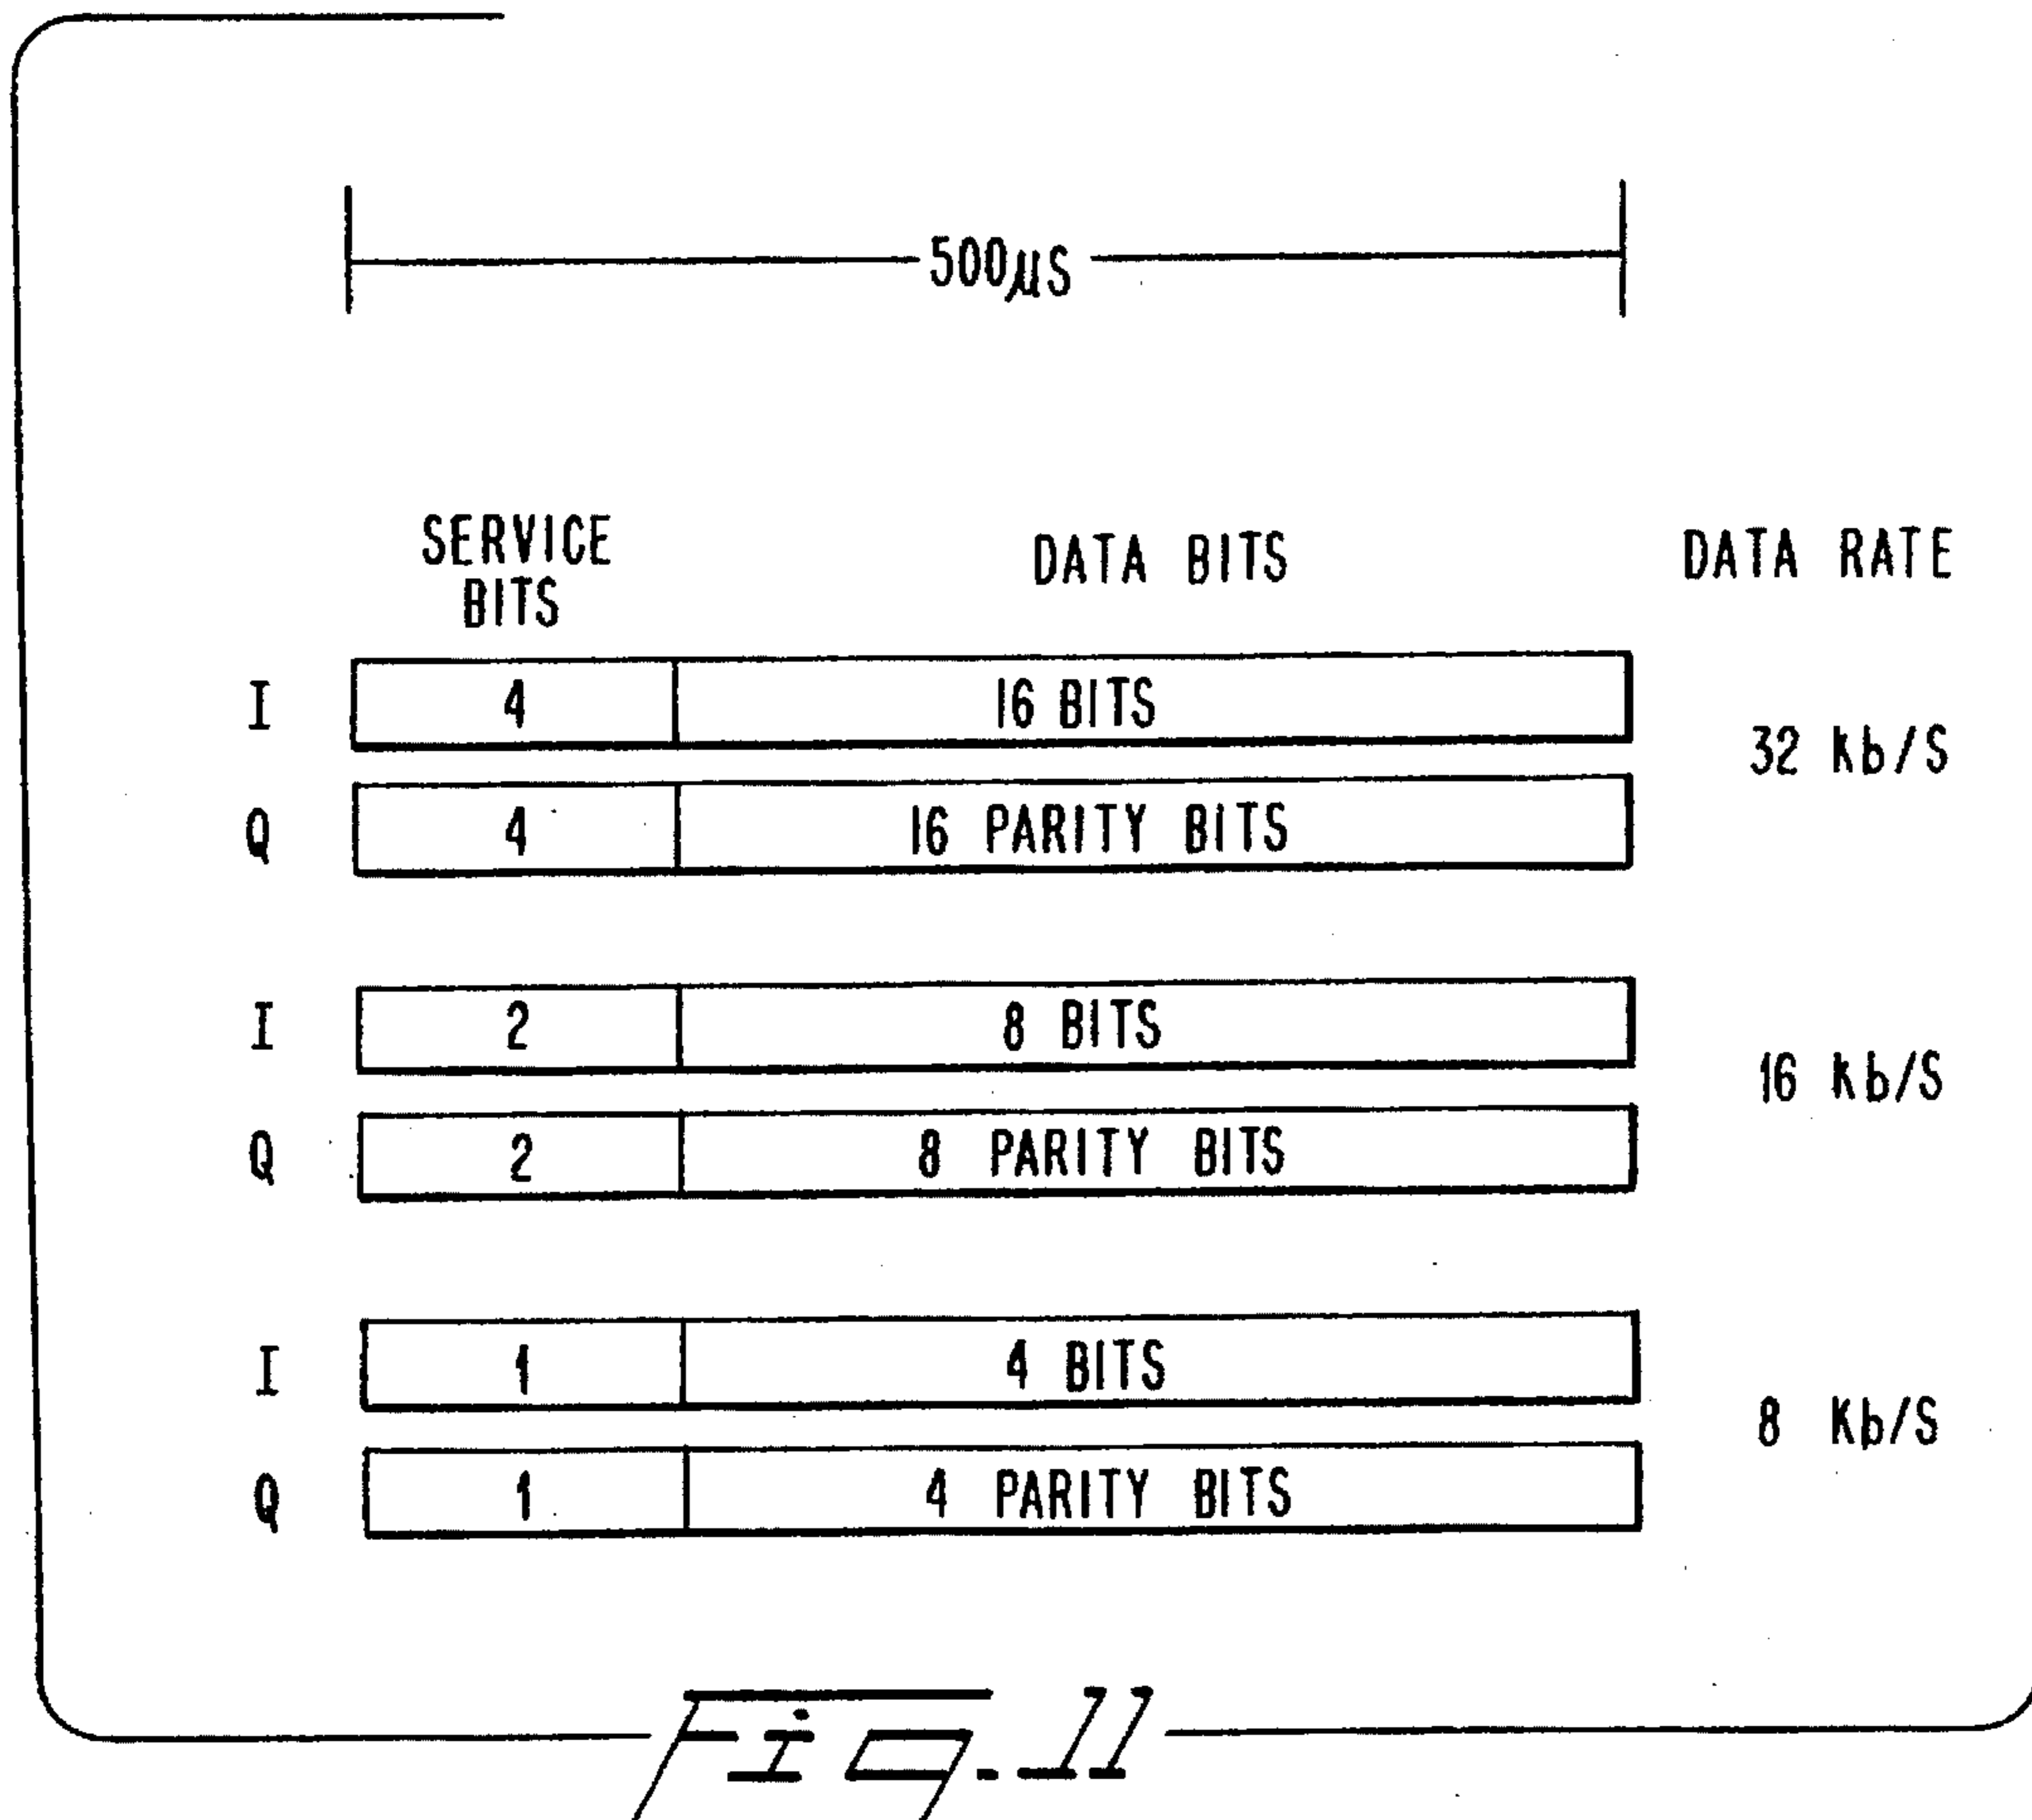 500µS
SERVICE BITS DATA BITS DATA RATE
I 4 16 BITS
32 Kb/S
Q 4 16 PARITY BITS
I 2 8 BITS
16 Kb/S
Q 2 8 PARITY BITS
I 1 4 BITS
8 Kb/S
Q 1 4 PARITY BITS
Fig. 11